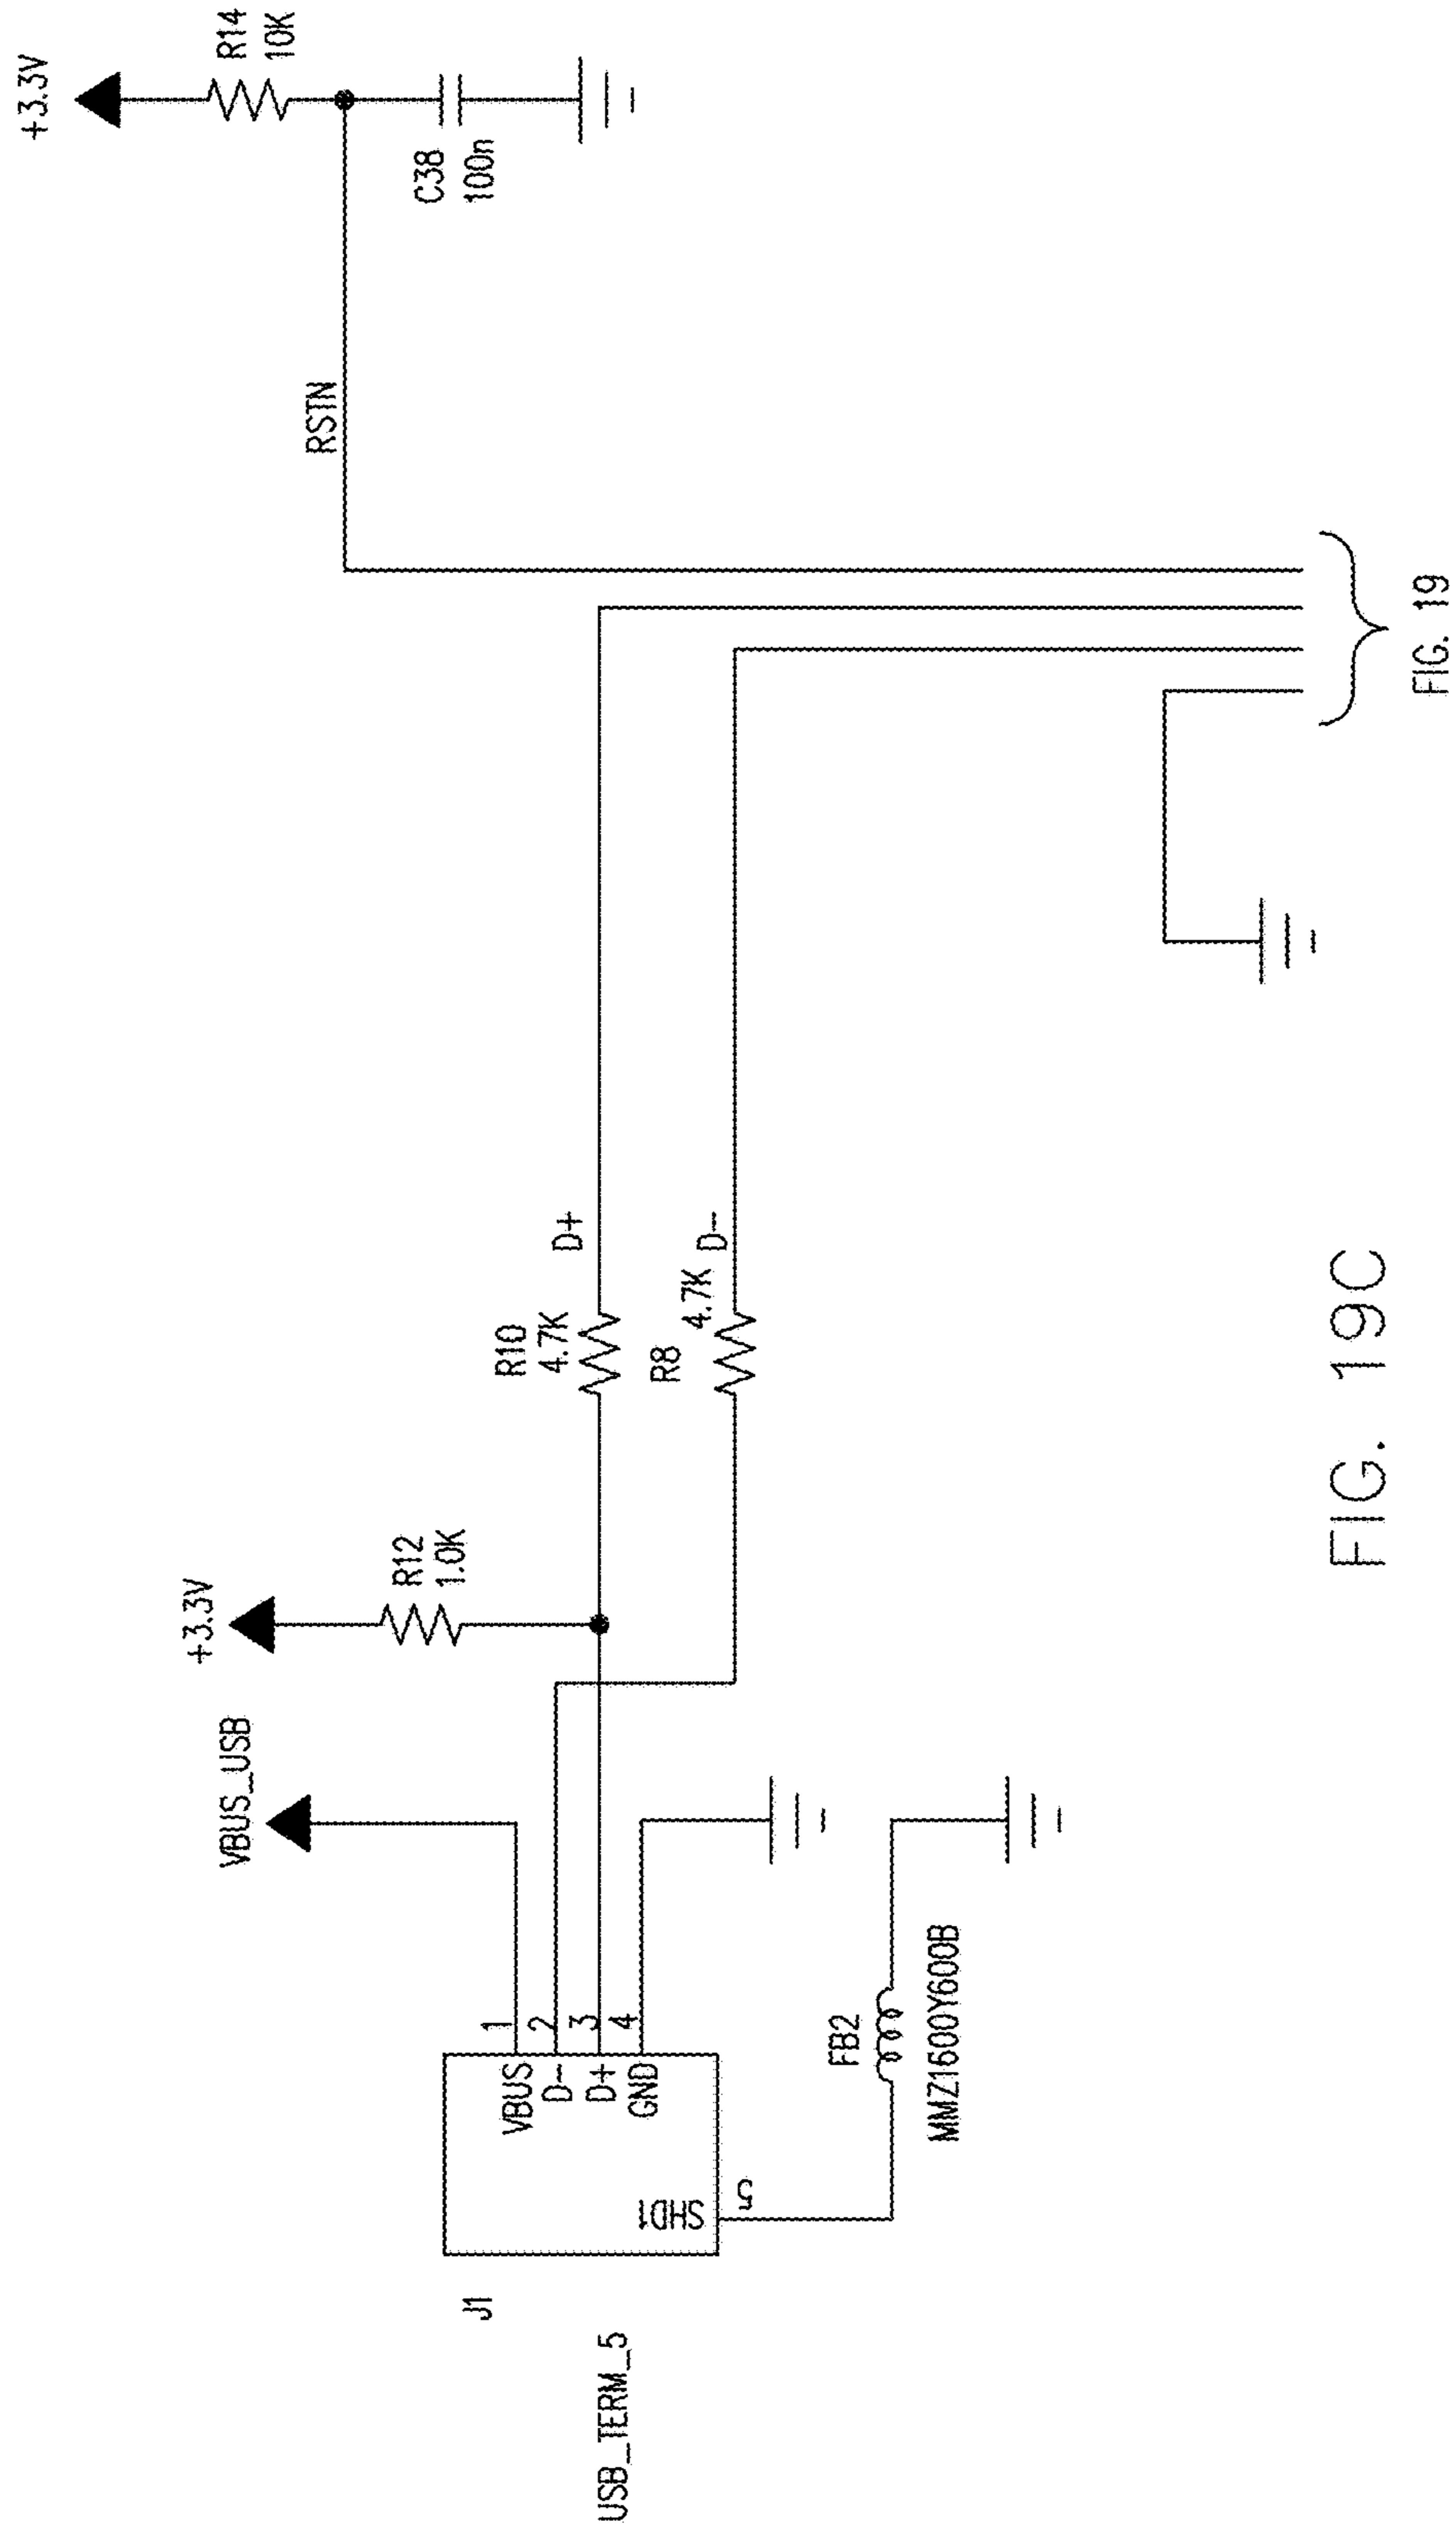 +3.3V
R14
10K
C38
100n
RSTN
+3.3V
R12
1.0K
R10
4.7K
D+
R8
4.7K
D-
VBUS_USB
J1
USB_TERM_5
VBUS
1
D-
2
D+
3
GND
4
SHD1
5
FB2
MMZ1600Y600B
FIG. 19
FIG. 19C